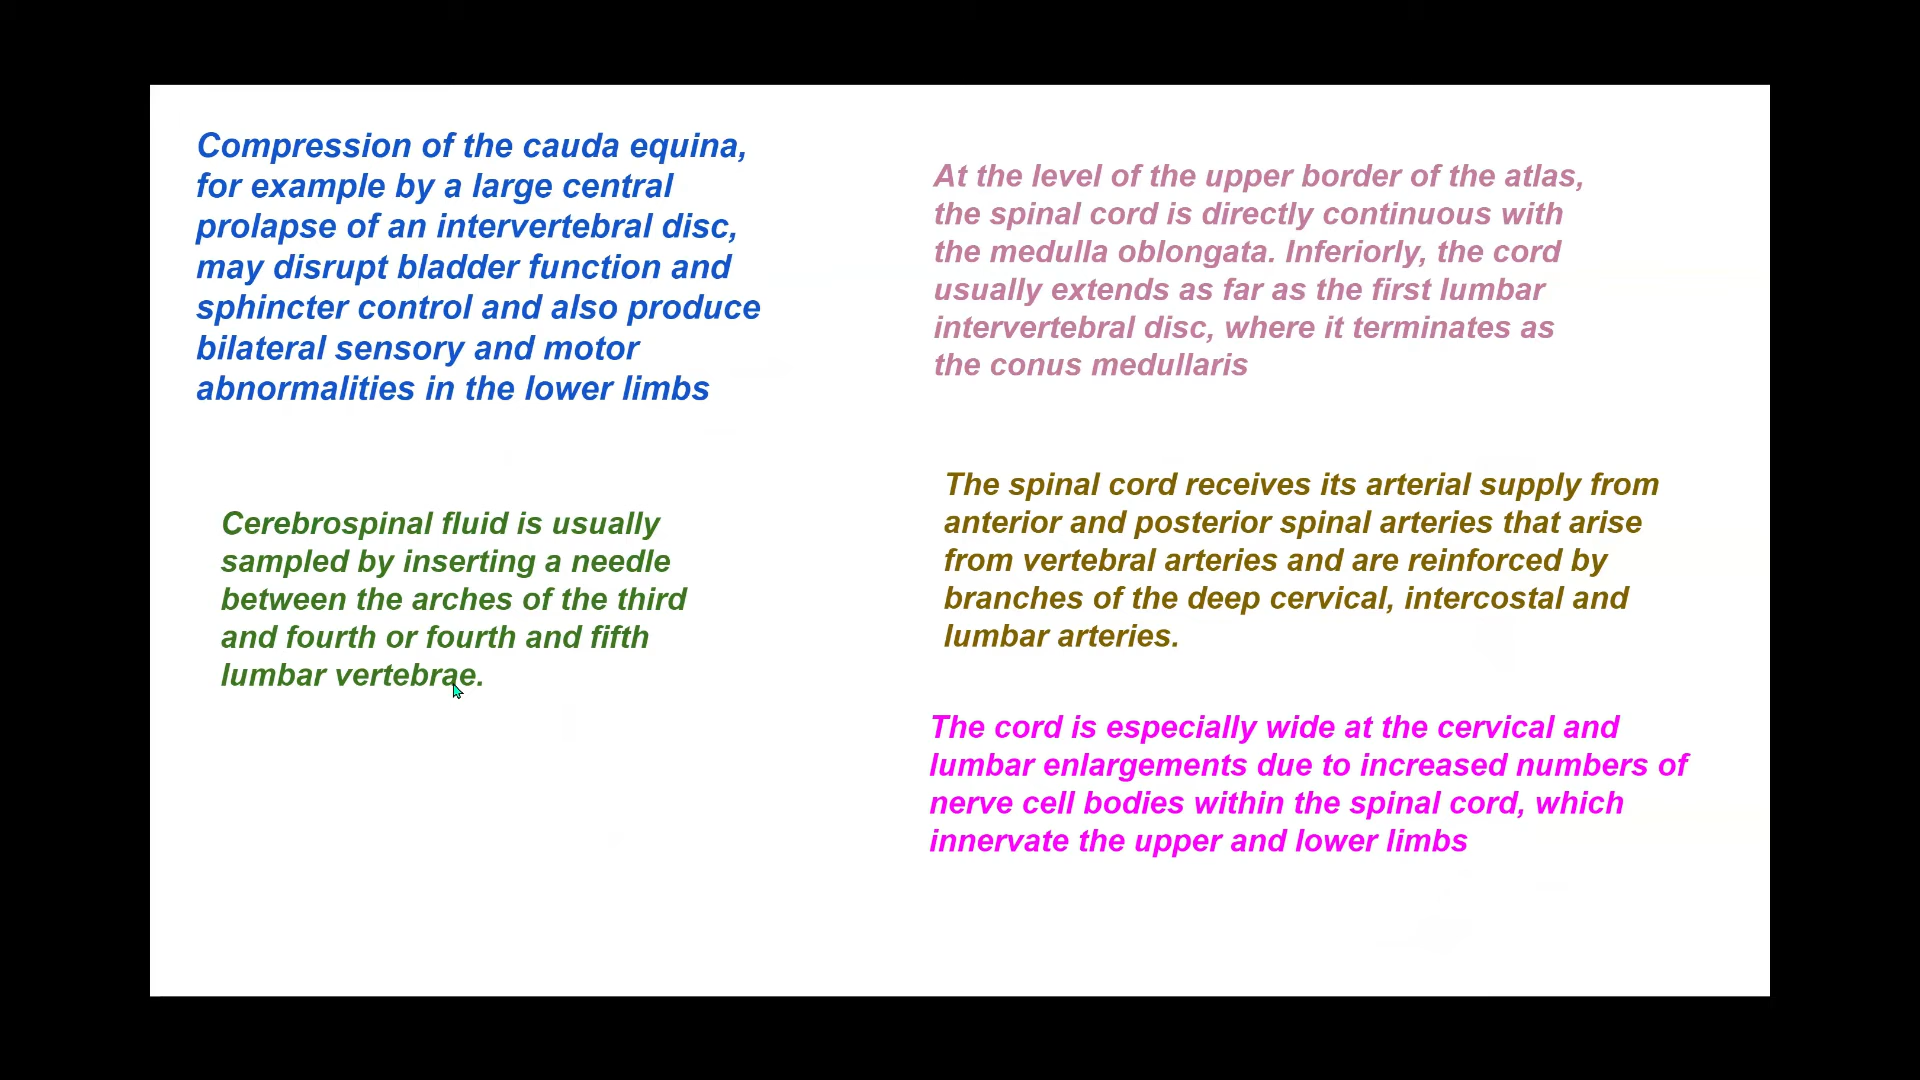 Compression of the cauda equina,
for example by a large central
prolapse of an intervertebral disc,
may disrupt bladder function and
sphincter control and also produce
bilateral sensory and motor
abnormalities in the lower limbs
Cerebrospinal fluid is usually
sampled by inserting a needle
between the arches of the third
and fourth or fourth and fifth
lumbar vertebrae.
At the level of the upper border of the atlas,
the spinal cord is directly continuous with
the medulla oblongata. Inferiorly, the cord
usually extends as far as the first lumbar
intervertebral disc, where it terminates as
the conus medullaris
The spinal cord receives its arterial supply from
anterior and posterior spinal arteries that arise
from vertebral arteries and are reinforced by
branches of the deep cervical, intercostal and
lumbar arteries.
The cord is especially wide at the cervical and
lumbar enlargements due to increased numbers of
nerve cell bodies within the spinal cord, which
innervate the upper and lower limbs